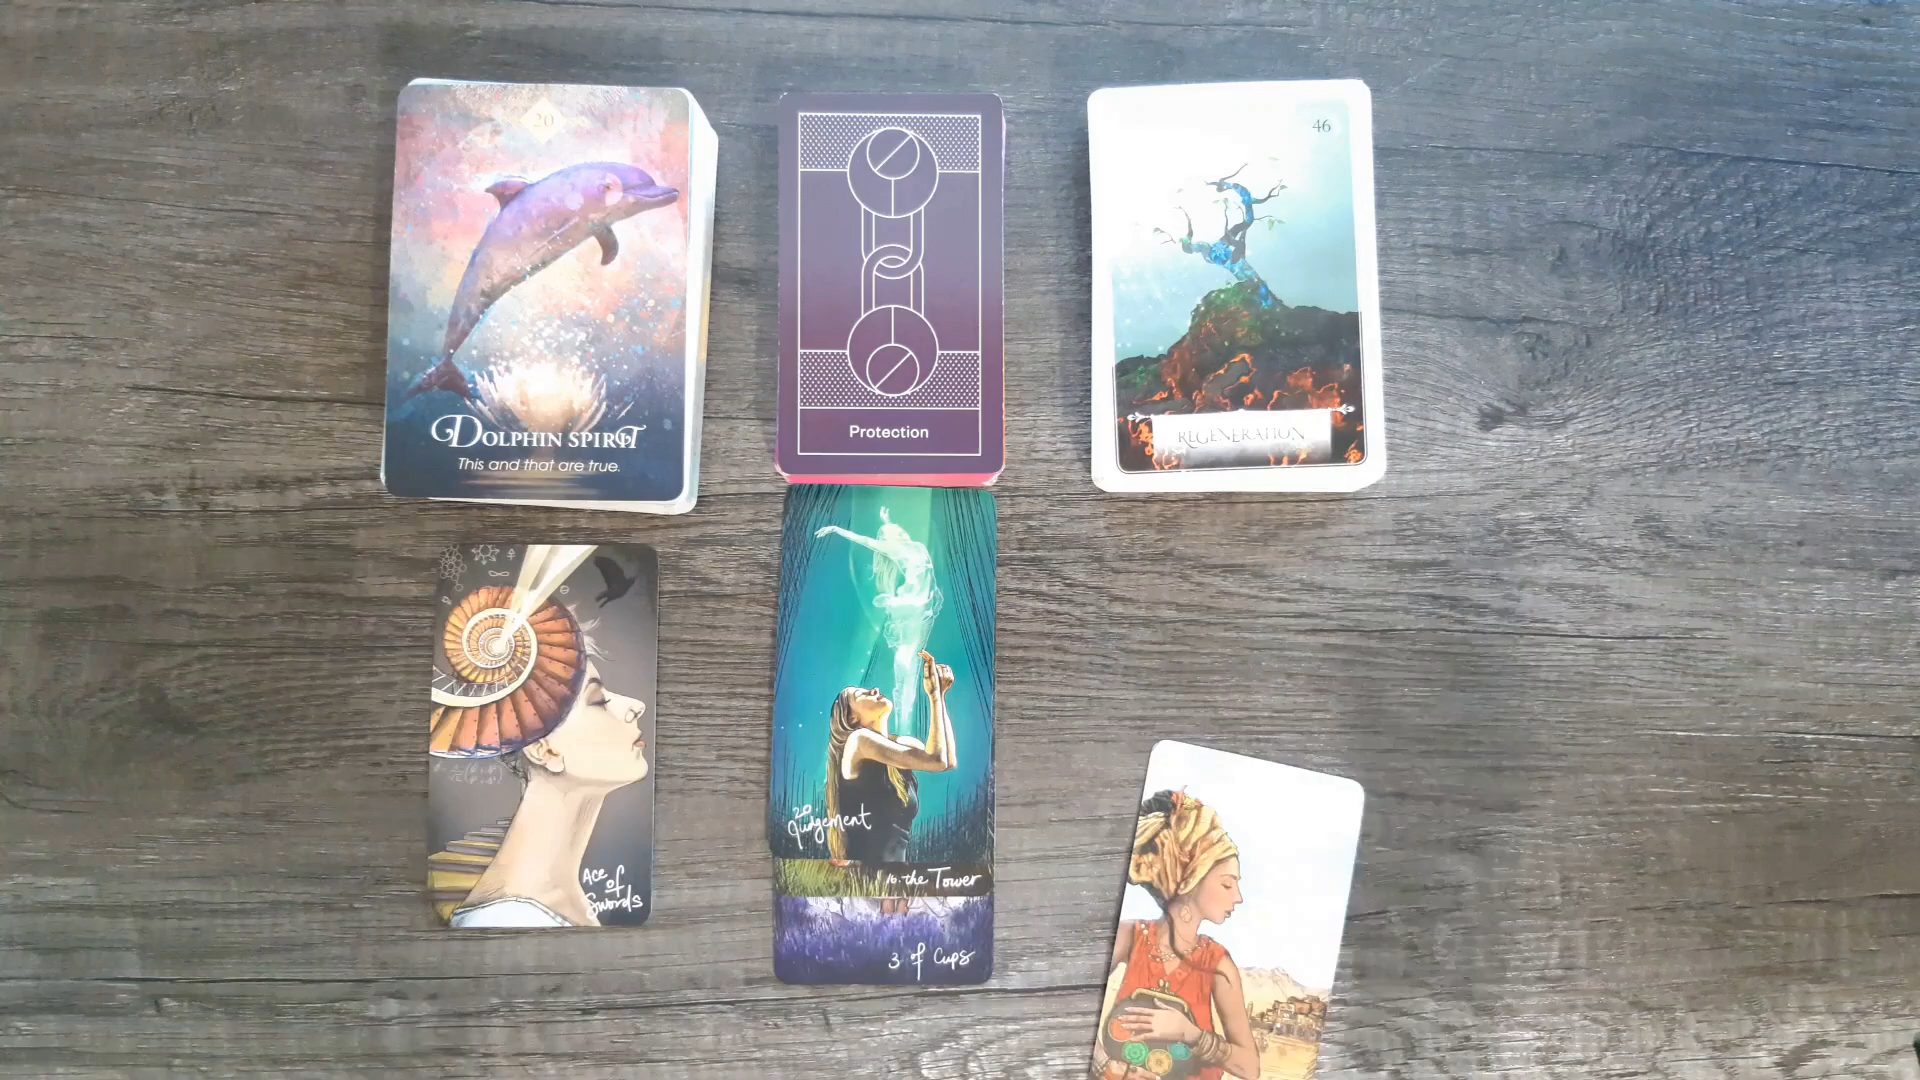 20
DOLPHIN SPIRIT
This and that are true.
Protection
46
REGENERATION
Ace
of
Swords
20.
Judgement
16. the Tower
3 of Cups